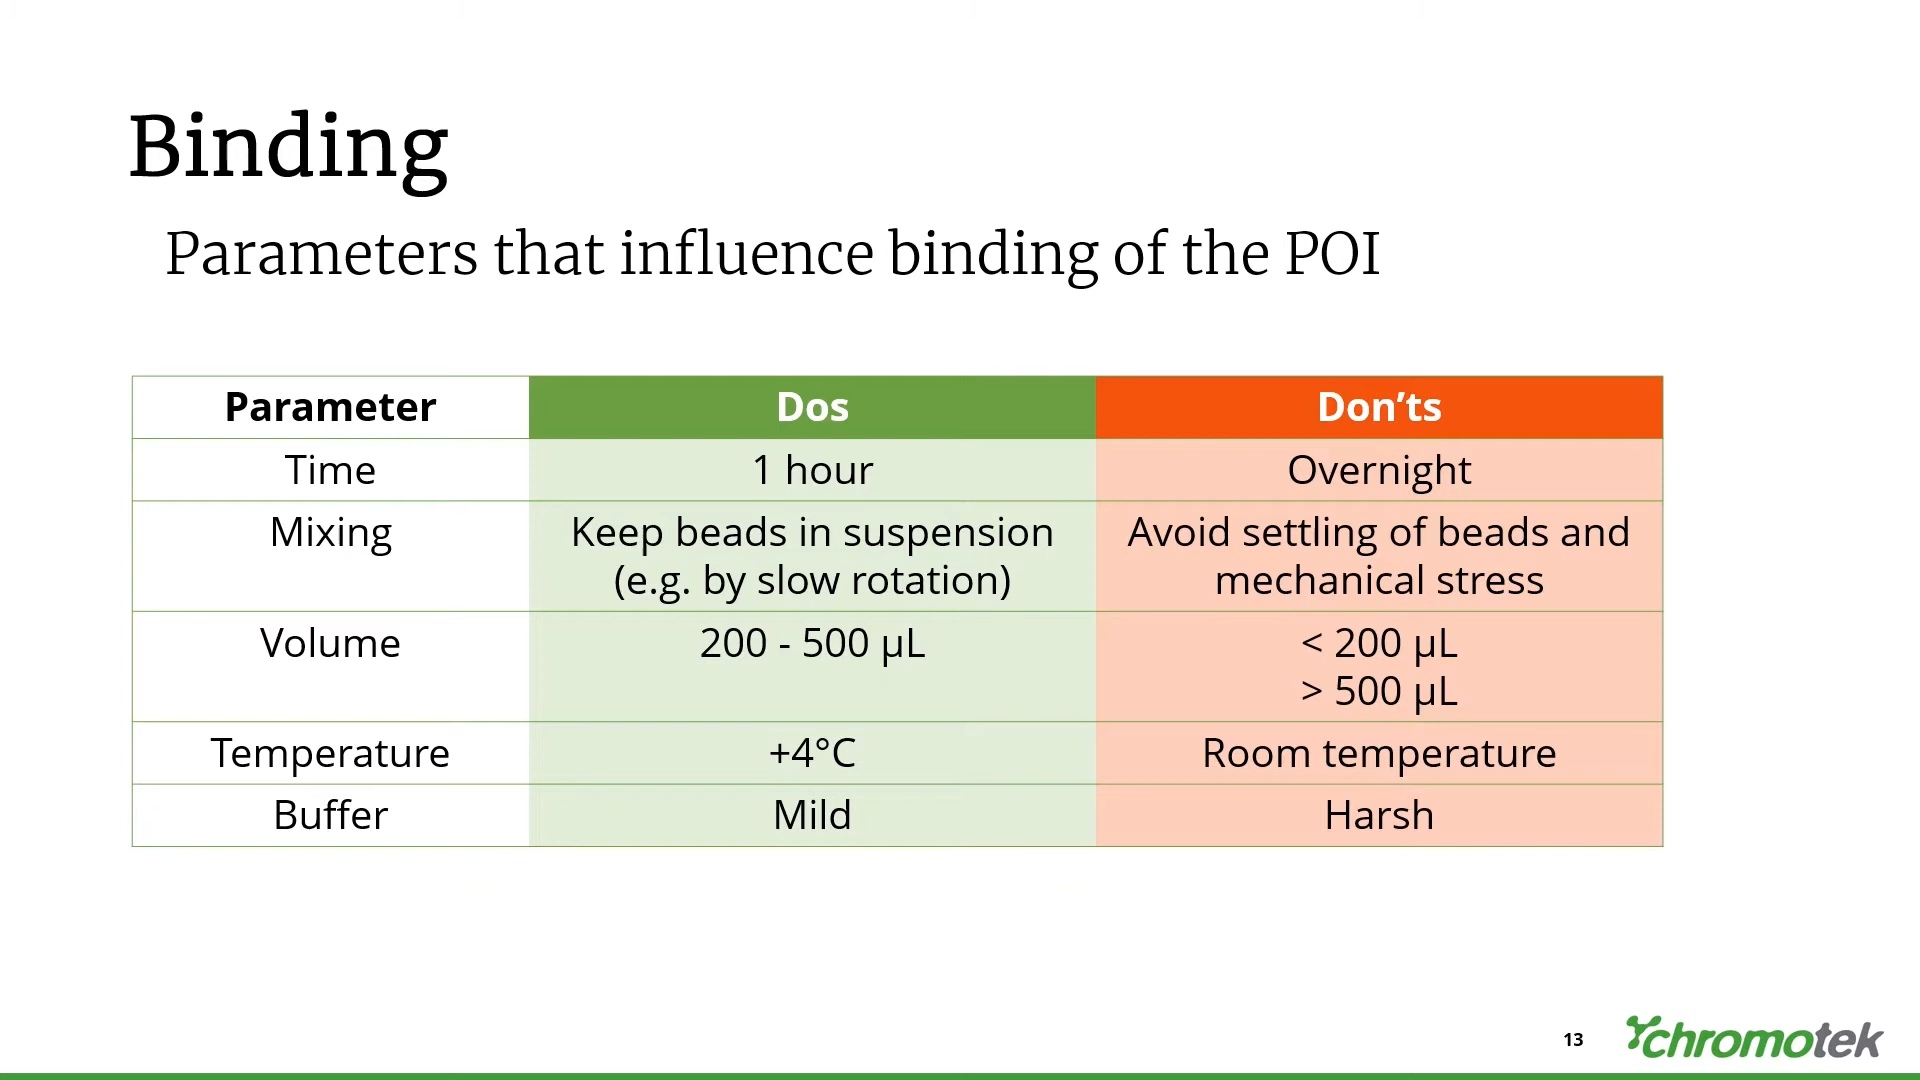 Binding
Parameters that influence binding of the POI
Parameter Dos Don’ts
Time 1 hour Overnight
Mixing Keep beads in suspension Avoid settling of beads and
(e.g. by slow rotation) mechanical stress
Volume 200 - 500 µL < 200 µL
> 500 µL
Temperature +4°C Room temperature
Buffer Mild Harsh
13 chromotek